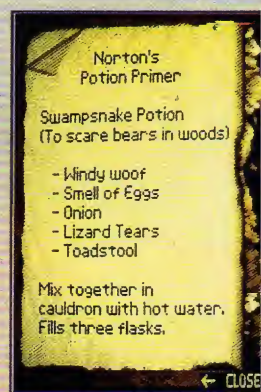 Norton's
Potion Primer
Swampsnake Potion
(To scare bears in woods)
- Windy woof
- Smell of Eggs
- Onion
- Lizard Tears
- Toadstool
Mix together in
cauldron with hot water.
Fills three flasks.
← CLOSE